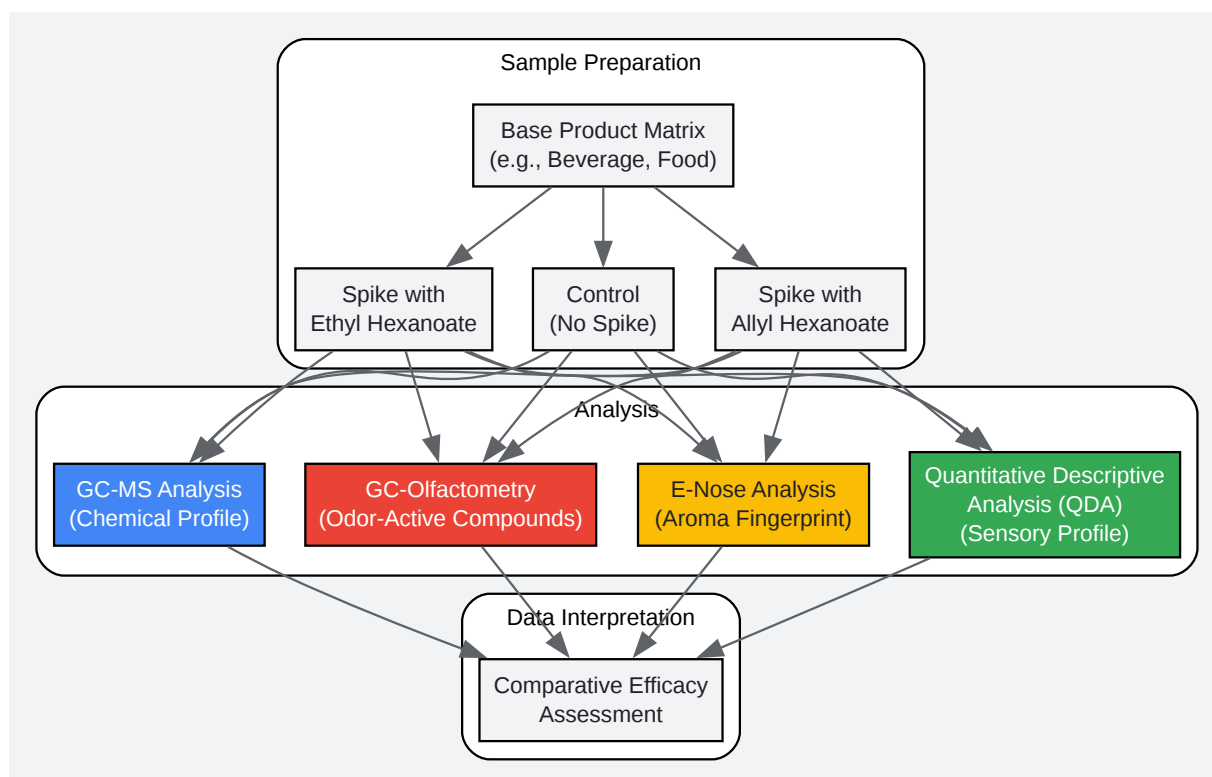 Sample Preparation
Base Product Matrix
(e.g., Beverage, Food)
Spike with
Ethyl Hexanoate
Control
(No Spike)
Spike with
Allyl Hexanoate
Analysis
GC-MS Analysis
(Chemical Profile)
GC-Olfactometry
(Odor-Active Compounds)
E-Nose Analysis
(Aroma Fingerprint)
Quantitative Descriptive
Analysis (QDA)
(Sensory Profile)
Data Interpretation
Comparative Efficacy
Assessment